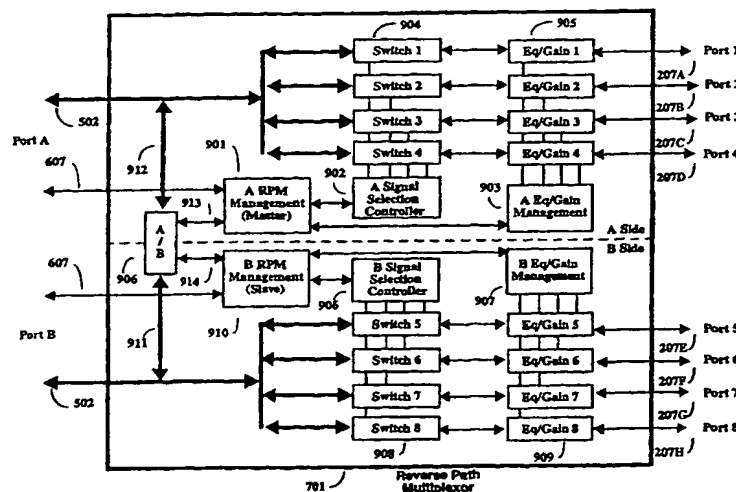 904
905
Switch 1
Eq/Gain 1
Port 1
207A
Switch 2
Eq/Gain 2
Port 2
207B
502
Switch 3
Eq/Gain 3
Port 3
207C
Port A
912
901
Switch 4
Eq/Gain 4
Port 4
207D
607
902
A RPM
Management
(Master)
A Signal
Selection
Controller
903
A Eq/Gain
Management
913
A Side
A/B
B Side
607
906
914
B RPM
Management
(Slave)
B Signal
Selection
Controller
B Eq/Gain
Management
906
907
911
910
Port B
Switch 5
Eq/Gain 5
Port 5
207E
Switch 6
Eq/Gain 6
Port 6
207F
502
Switch 7
Eq/Gain 7
Port 7
207G
Switch 8
Eq/Gain 8
Port 8
207H
908
909
701
Reverse Path
Multiplexor